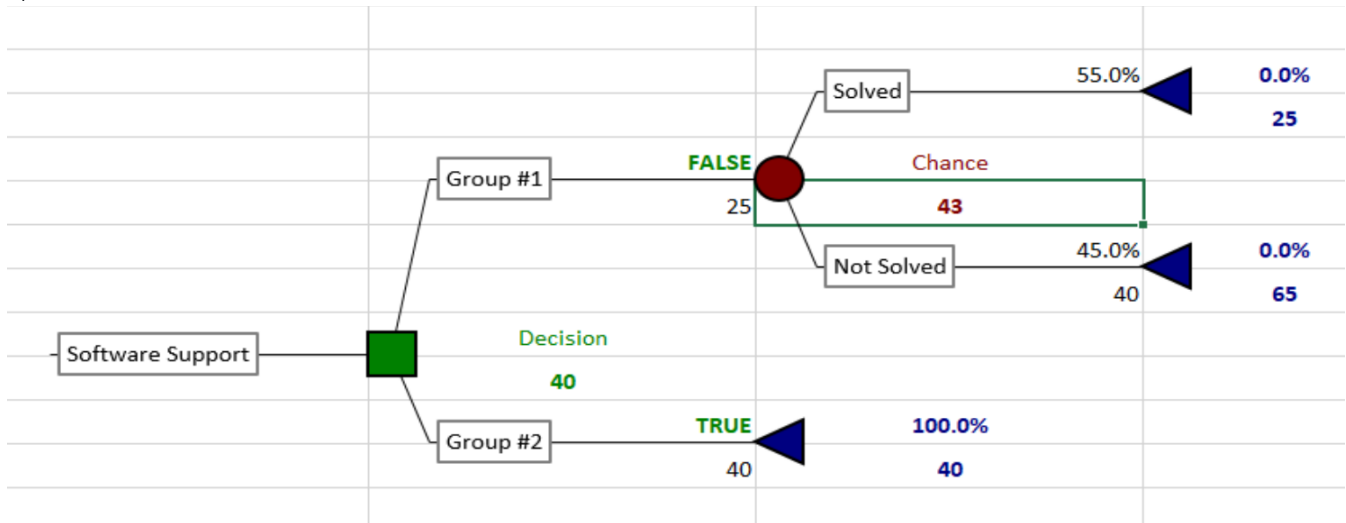 55.0% 0.0%
Solved
25
FALSE Chance
Group #1
25 43
45.0% 0.0%
Not Solved
40 65
Decision
Software Support
40
TRUE 100.0%
Group #2
40 40